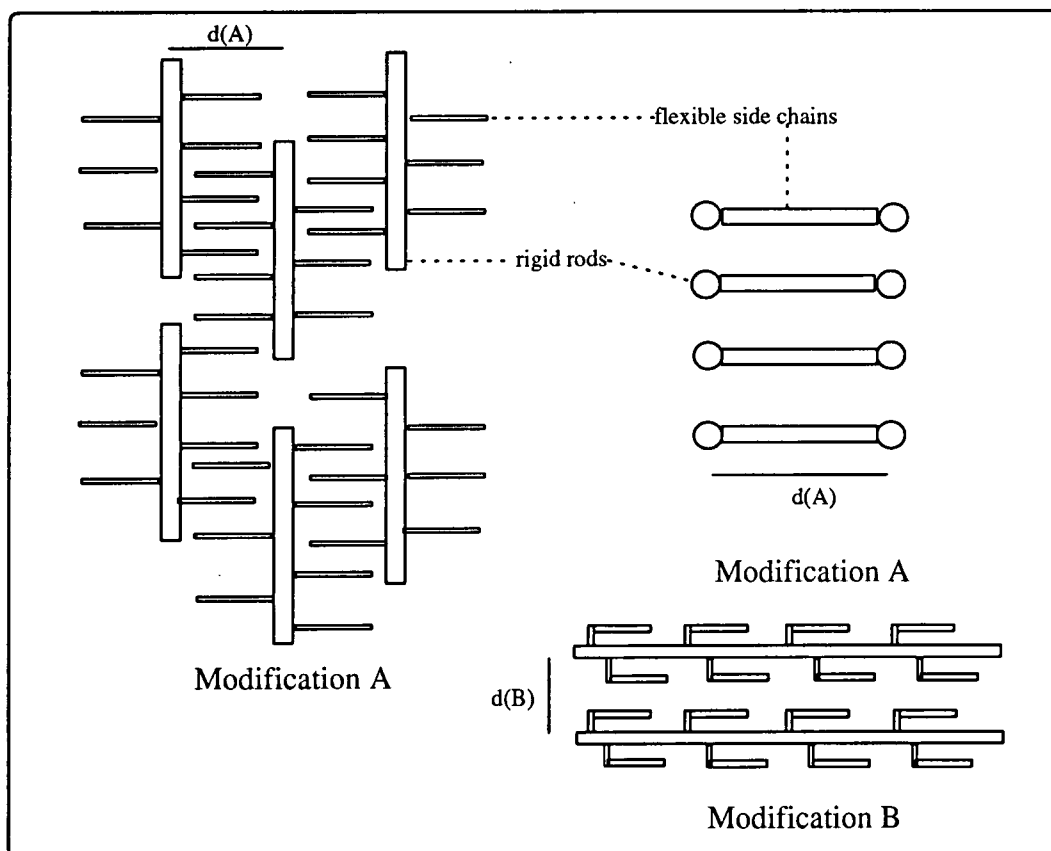 d(A)
flexible side chains
rigid rods
d(A)
Modification A
Modification A
d(B)
Modification B